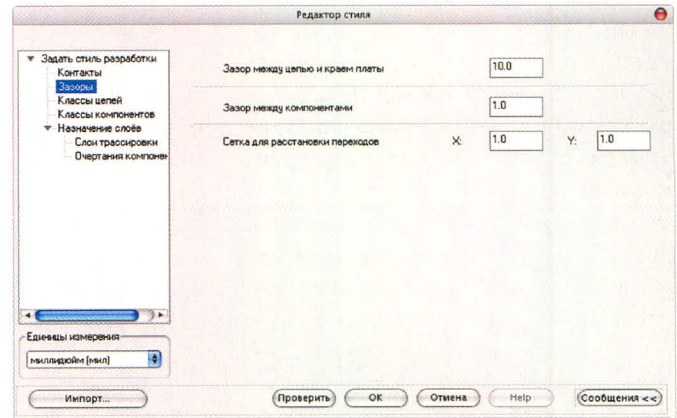 Редактор стиля
Задать стиль разработки
Контакты
Зазоры
Классы цепей
Классы компонентов
Назначение слоёв
Слои трассировки
Очертания компонен
Зазор между цепью и краем платы 10.0
Зазор между компонентами 1.0
Сетка для расстановки переходов X: 1.0 Y: 1.0
Единицы измерения
миллидюйм [мил]
Импорт... Проверить OK Отмена Help Сообщения <<